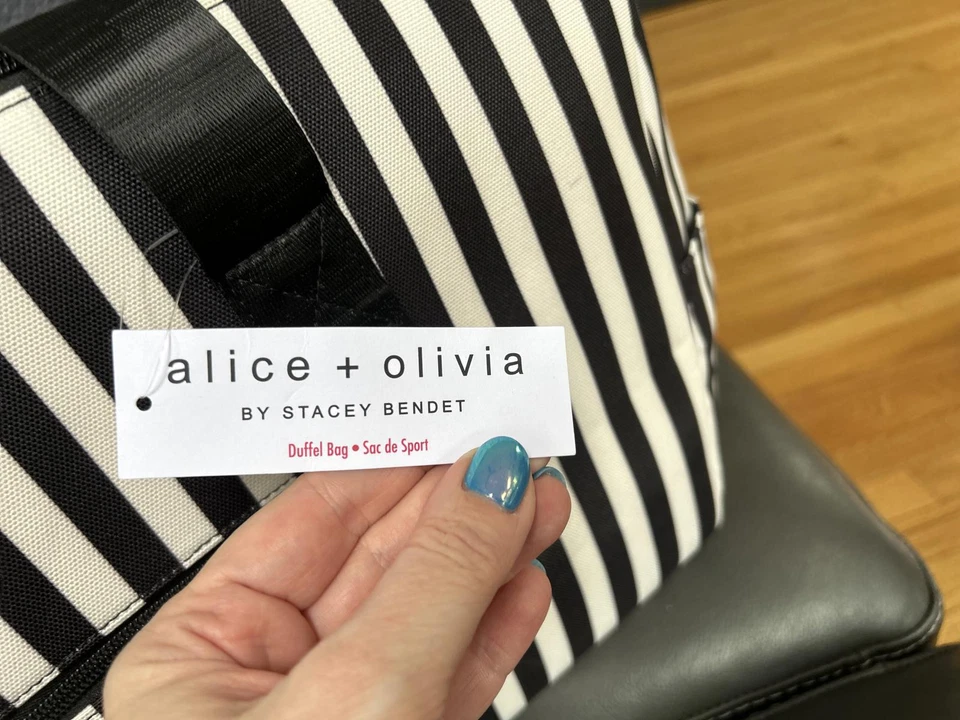 alice + olivia
BY STACEY BENDET
Duffel Bag • Sac de Sport